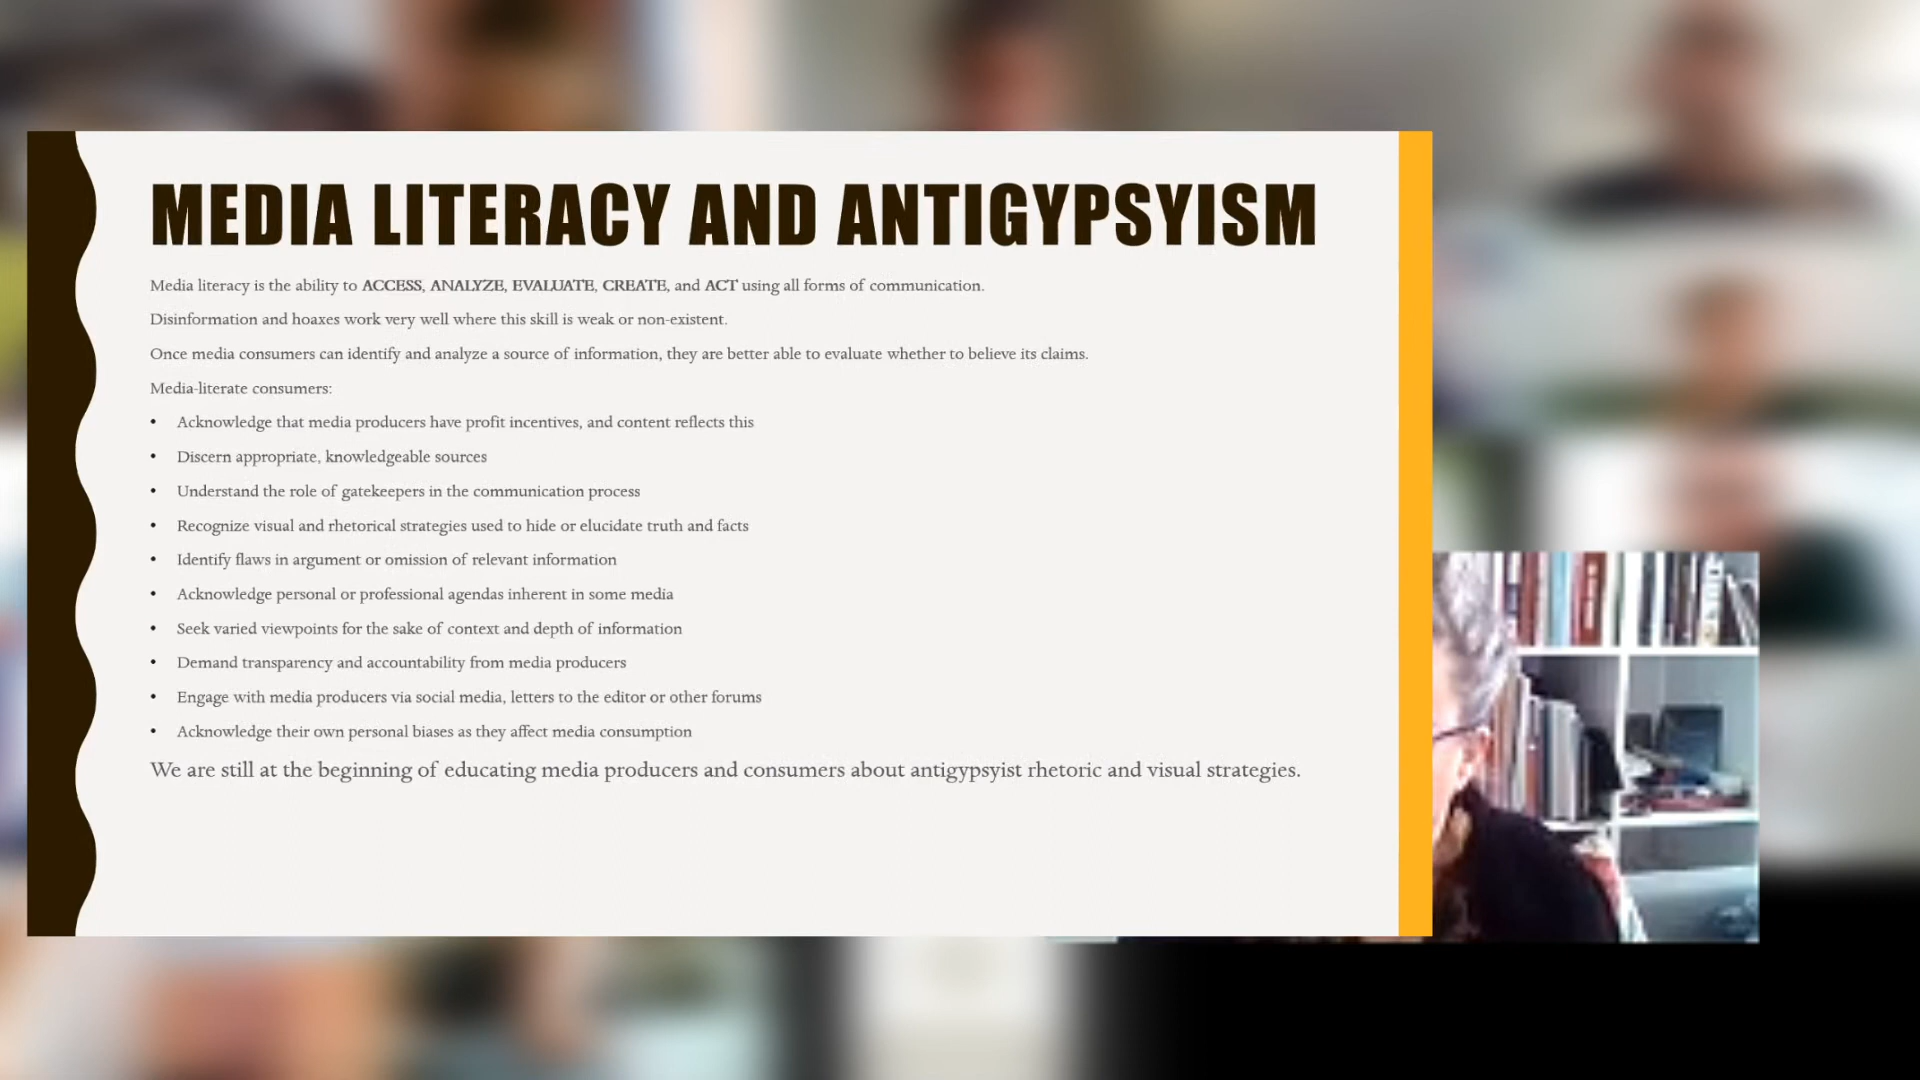 MEDIA LITERACY AND ANTIGYPSYISM
Media literacy is the ability to ACCESS, ANALYZE, EVALUATE, CREATE, and ACT using all forms of communication.
Disinformation and hoaxes work very well where this skill is weak or non-existent.
Once media consumers can identify and analyze a source of information, they are better able to evaluate whether to believe its claims.
Media-literate consumers:
• Acknowledge that media producers have profit incentives, and content reflects this
• Discern appropriate, knowledgeable sources
• Understand the role of gatekeepers in the communication process
• Recognize visual and rhetorical strategies used to hide or elucidate truth and facts
• Identify flaws in argument or omission of relevant information
• Acknowledge personal or professional agendas inherent in some media
• Seek varied viewpoints for the sake of context and depth of information
• Demand transparency and accountability from media producers
• Engage with media producers via social media, letters to the editor or other forums
• Acknowledge their own personal biases as they affect media consumption
We are still at the beginning of educating media producers and consumers about antigypsyist rhetoric and visual strategies.